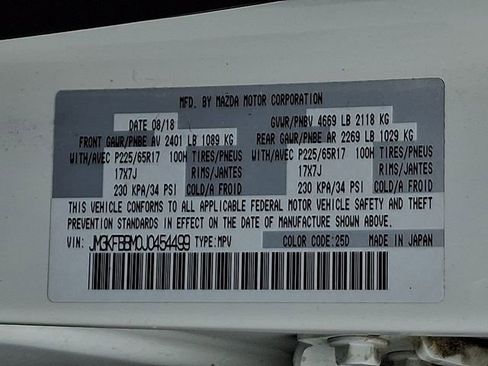 MFD. BY MAZDA MOTOR CORPORATION
DATE 08/18 GVWR/PNBV 4669 LB 2118 KG
FRONT GAWR/PNBE AV 2401 LB 1089 KG REAR GAWR/PNBE AR 2269 LB 1029 KG
WITH/AVEC P225/65R17 100H TIRES/PNEUS WITH/AVEC P225/65R17 100H TIRES/PNEUS
17X7J RIMS/JANTES 17X7J RIMS/JANTES
230 KPA/34 PSI COLD/A FROID 230 KPA/34 PSI COLD/A FROID
THIS VEHICLE CONFORMS TO ALL APPLICABLE FEDERAL MOTOR VEHICLE SAFETY AND THEFT
PREVENTION STANDARDS IN EFFECT ON THE DATE OF MANUFACTURE SHOWN ABOVE.
VIN: JM3KFBBM0J0454499 TYPE: MPV COLOR CODE: 25D MADE IN JAPAN